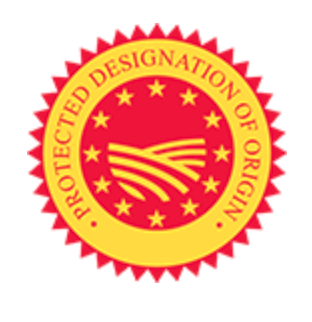 • PROTECTED DESIGNATION OF ORIGIN •